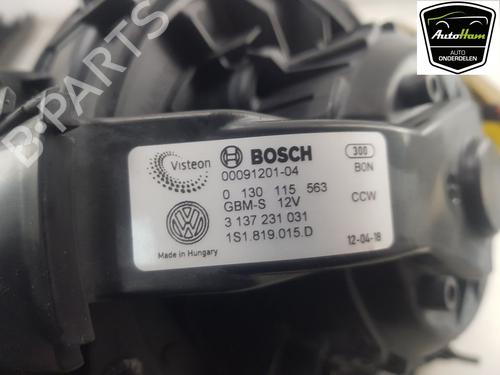 AutoHam
AUTO
ONDERDELEN
B-PARTS
Visteon
BOSCH
300
00091201-04
BON
0 130 115 563
GBM-S 12V
CCW
3 137 231 031
1S1.819.015.D
12-04-18
Made in Hungary